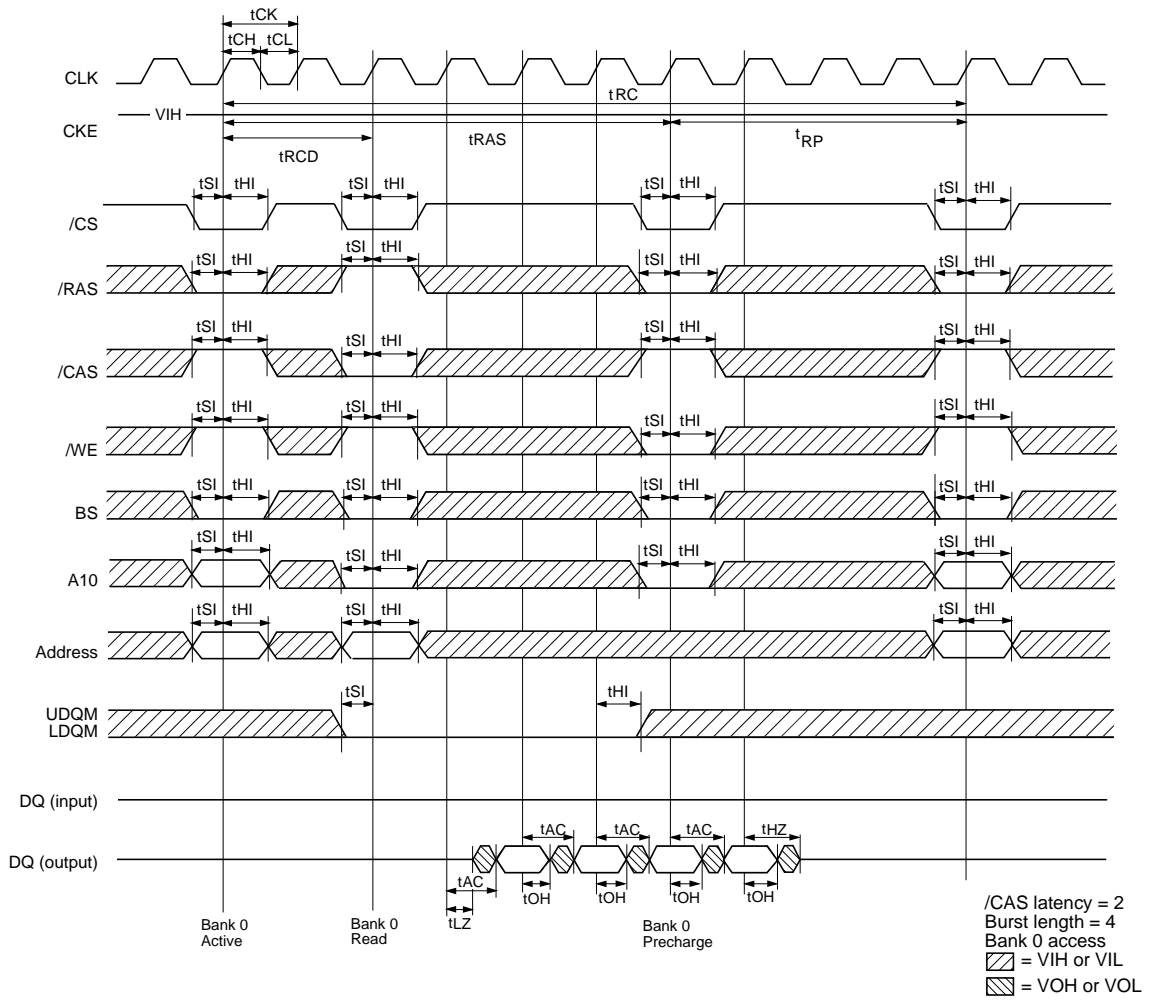 tCK
tCH tCL
CLK
tRC
VIH
CKE
tRCD tRAS tRP
tSI tHI tSI tHI tSI tHI tSI tHI
/CS
tSI tHI tSI tHI tSI tHI tSI tHI
/RAS
tSI tHI tSI tHI tSI tHI tSI tHI
/CAS
tSI tHI tSI tHI tSI tHI tSI tHI
/WE
tSI tHI tSI tHI tSI tHI tSI tHI
BS
tSI tHI tSI tHI tSI tHI tSI tHI
A10
tSI tHI tSI tHI tSI tHI
Address
tSI tHI
UDQM
LDQM
DQ (input)
tAC tAC tAC tHZ
DQ (output)
tAC
tOH tOH tOH tOH
tLZ
Bank 0
Active
Bank 0
Read
Bank 0
Precharge
/CAS latency = 2
Burst length = 4
Bank 0 access
= VIH or VIL
= VOH or VOL